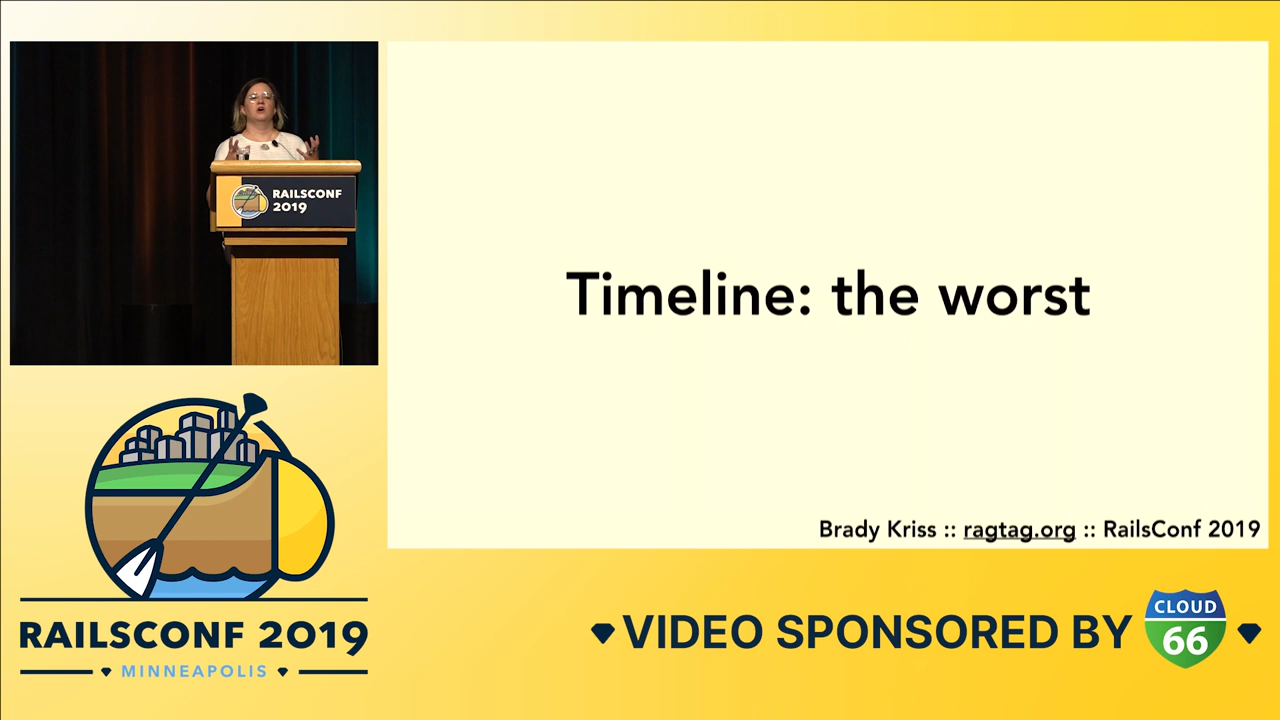 RAILSCONF
2019
Timeline: the worst
Brady Kriss :: ragtag.org :: RailsConf 2019
RAILSCONF 2019
MINNEAPOLIS
VIDEO SPONSORED BY
CLOUD
66